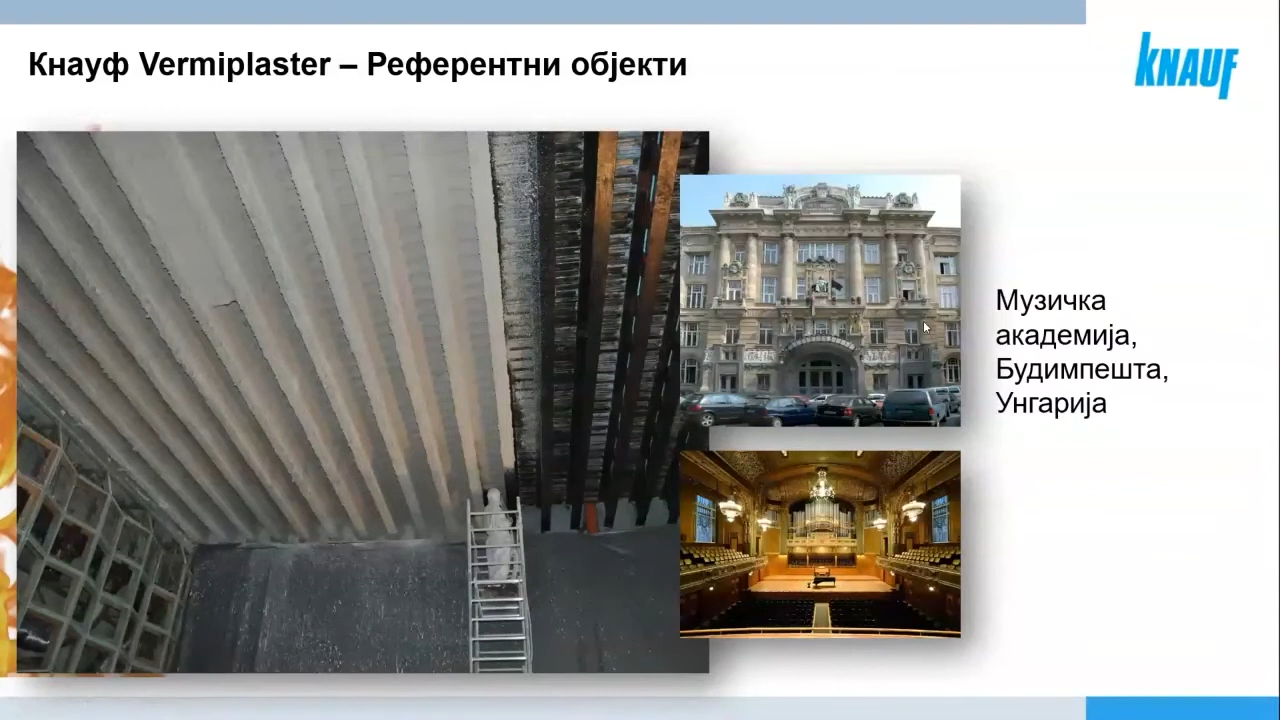 Кнауф Vermiplaster – Референтни објекти
KNAUF
Музичка
академија,
Будимпешта,
Унгарија